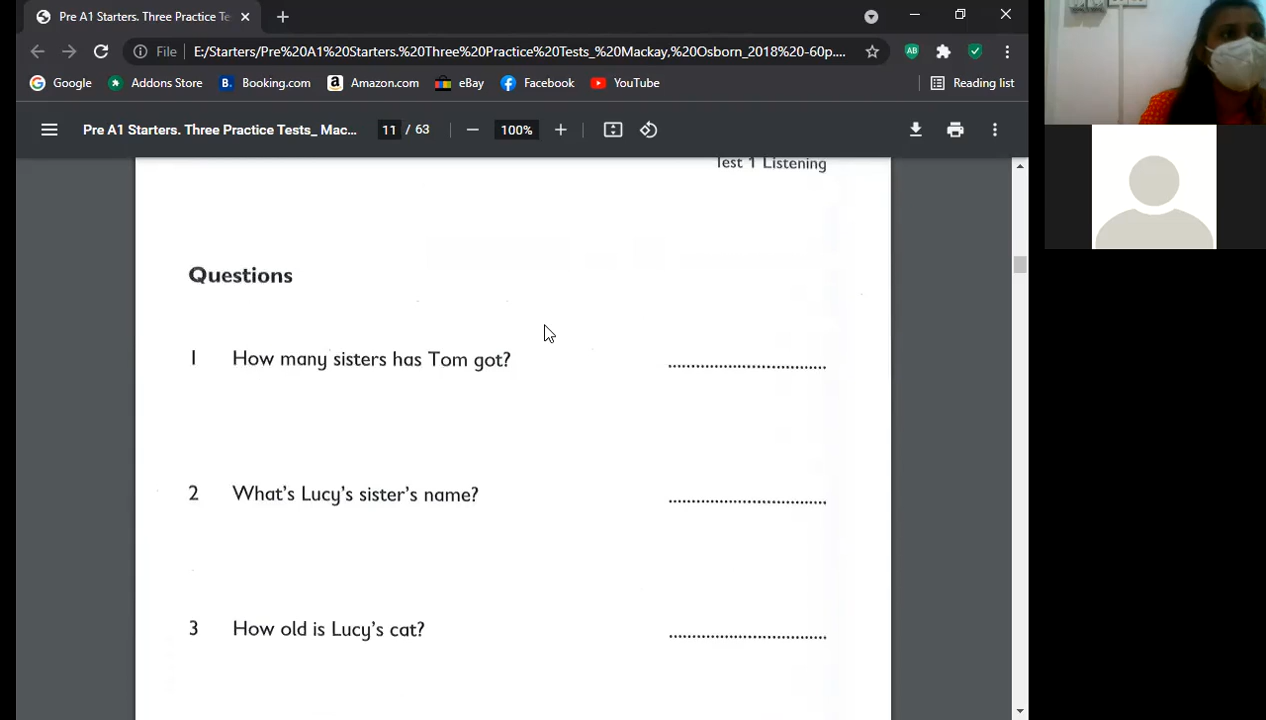 Pre A1 Starters. Three Practice Te
File E:/Starters/Pre%20A1%20Starters.%20Three%20Practice%20Tests_%20Mackay,%20Osborn_2018%20-60p....
AB
Google Addons Store B. Booking.com a Amazon.com eBay Facebook YouTube Reading list
Pre A1 Starters. Three Practice Tests_ Mac... 11 / 63 100%
Test 1 Listening
Questions
1 How many sisters has Tom got? ................................
2 What's Lucy's sister's name? ................................
3 How old is Lucy's cat? ................................